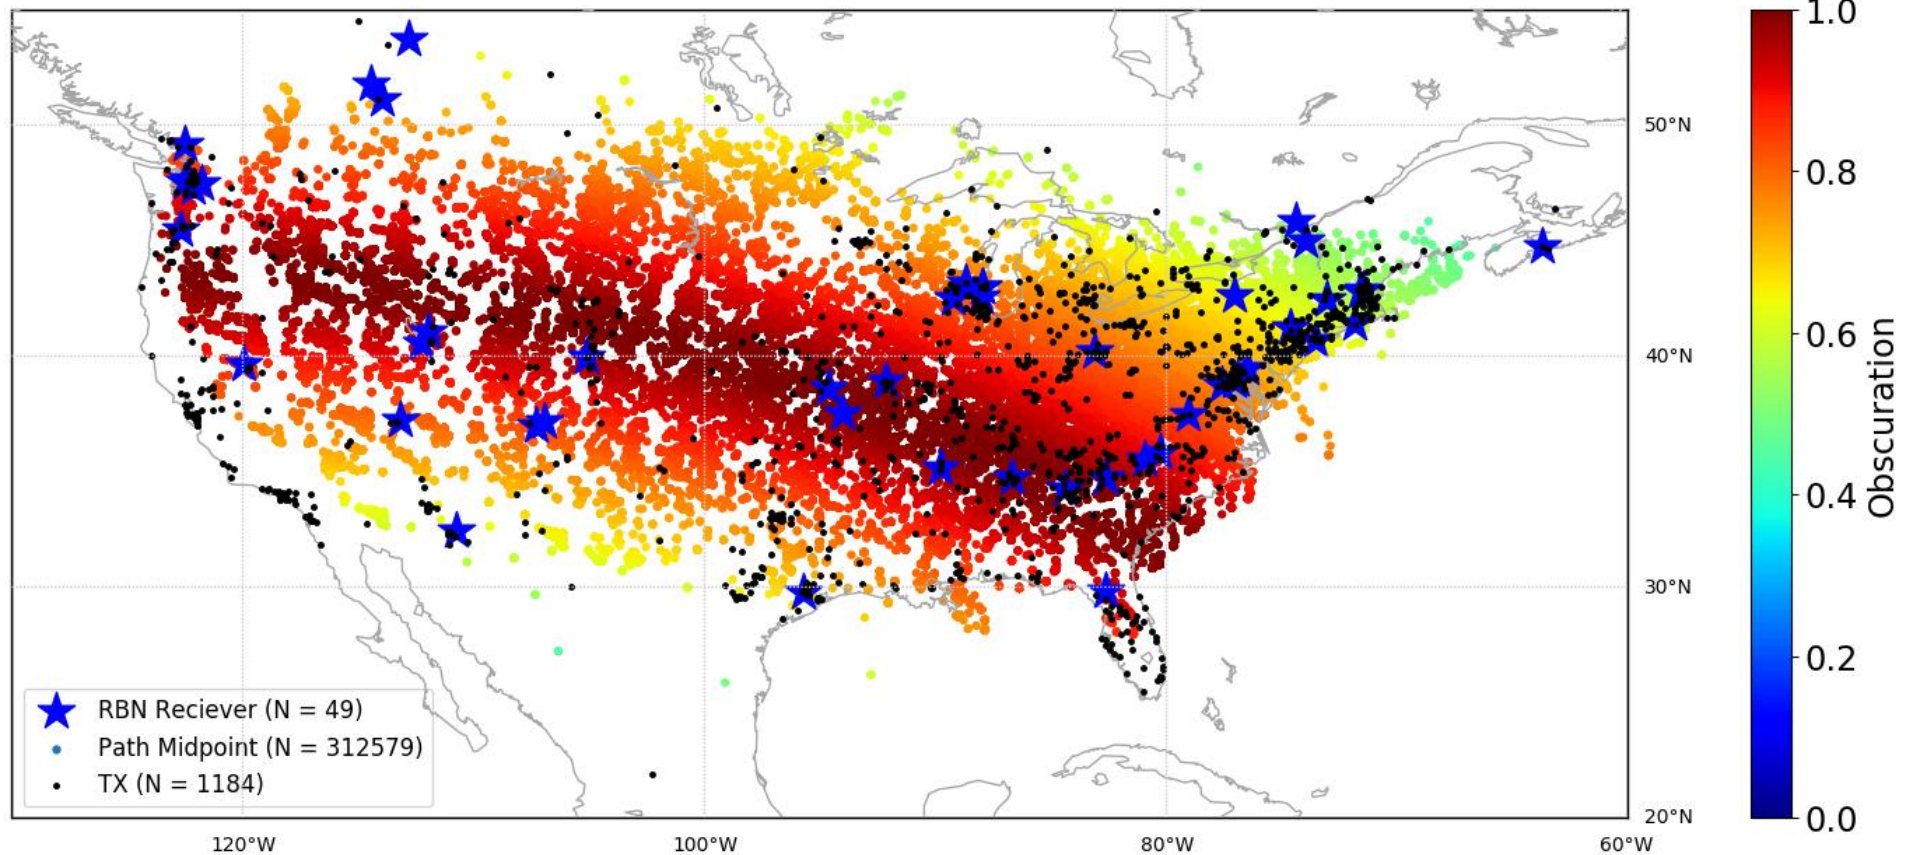 1.0
50°N
0.8
0.6
40°N
0.4
Obscuration
30°N
0.2
RBN Reciever (N = 49)
Path Midpoint (N = 312579)
TX (N = 1184)
20°N
0.0
120°W
100°W
80°W
60°W